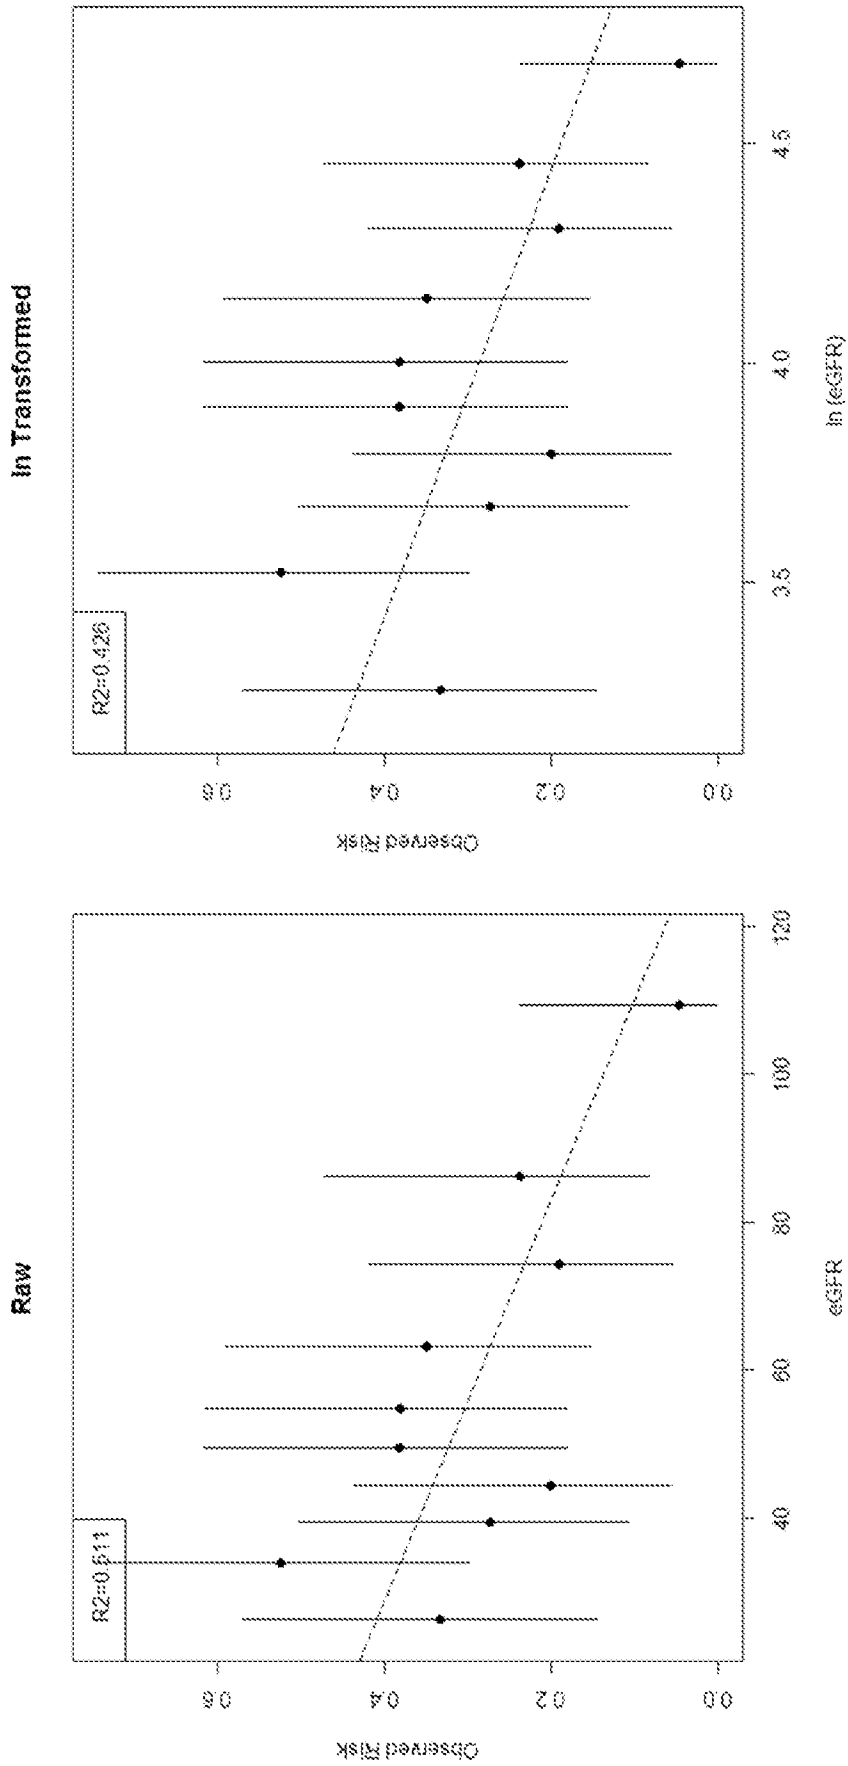 Raw
R2=0.511
Observed Risk
0.6
0.4
0.2
0.0
40
60
80
100
120
eGFR
ln Transformed
R2=0.426
Observed Risk
0.6
0.4
0.2
0.0
3.5
4.0
4.5
ln (eGFR)